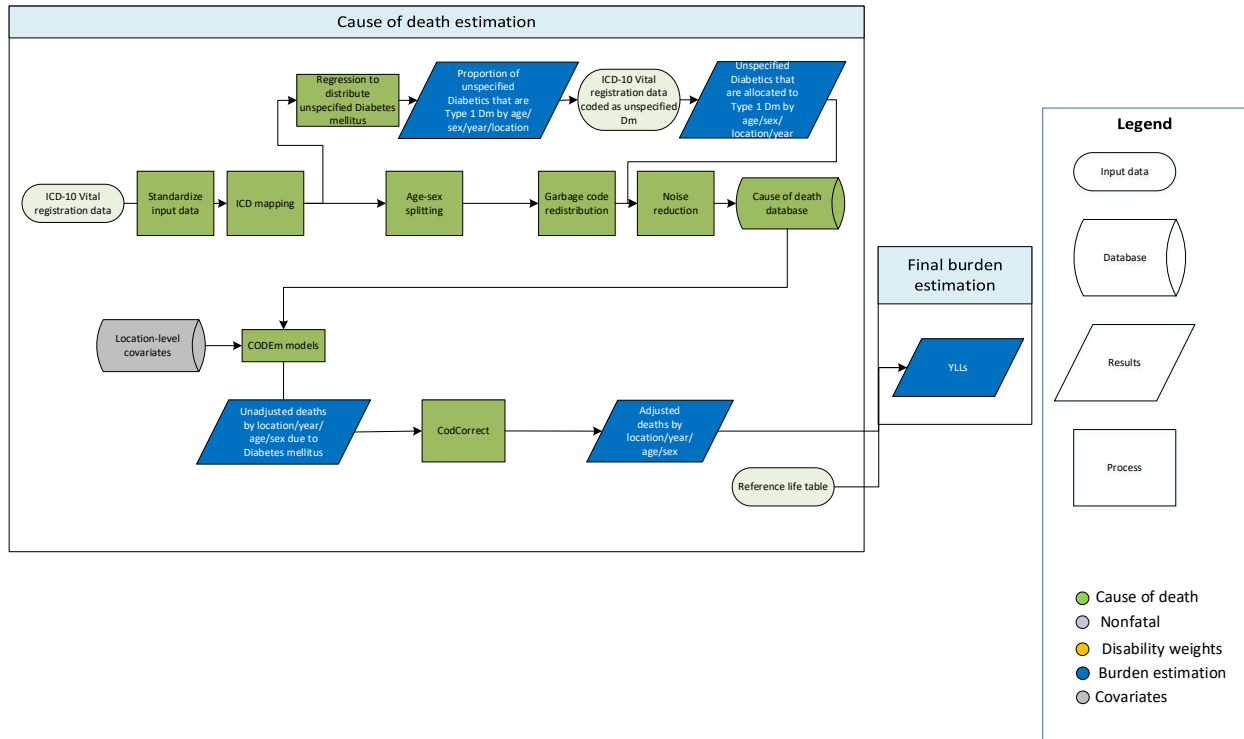 Cause of death estimation
Regression to
distribute
unspecified Diabetes
mellitus
Proportion of
unspecified
Diabetics that are
Type 1 Dm by age/
sex/year/location
ICD-10 Vital
registration data
coded as unspecified
Dm
Unspecified
Diabetics that
are allocated to
Type 1 Dm by
age/sex/
location/year
ICD-10 Vital
registration data
Standardize
input data
ICD mapping
Age-sex
splitting
Garbage code
redistribution
Noise
reduction
Cause of death
database
Location-level
covariates
CODEm models
Unadjusted deaths
by location/year/
age/sex due to
Diabetes mellitus
CodCorrect
Adjusted
deaths by
location/year/
age/sex
Reference life table
Final burden
estimation
YLLs
Legend
Input data
Database
Results
Process
Cause of death
Nonfatal
Disability weights
Burden estimation
Covariates